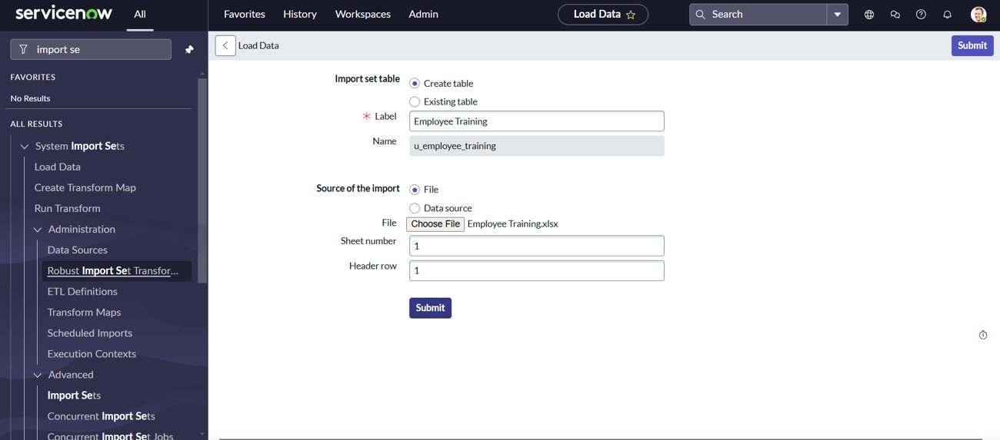 servicenow
All
Favorites
History
Workspaces
Admin
Load Data
Search
import se
Load Data
Submit
FAVORITES
No Results
ALL RESULTS
System Import Sets
Load Data
Create Transform Map
Run Transform
Administration
Data Sources
Robust Import Set Transfor...
ETL Definitions
Transform Maps
Scheduled Imports
Execution Contexts
Advanced
Import Sets
Concurrent Import Sets
Concurrent Import Set Jobs
Import set table
Create table
Existing table
Label
Employee Training
Name
u_employee_training
Source of the import
File
Data source
File
Choose File Employee Training.xlsx
Sheet number
1
Header row
1
Submit